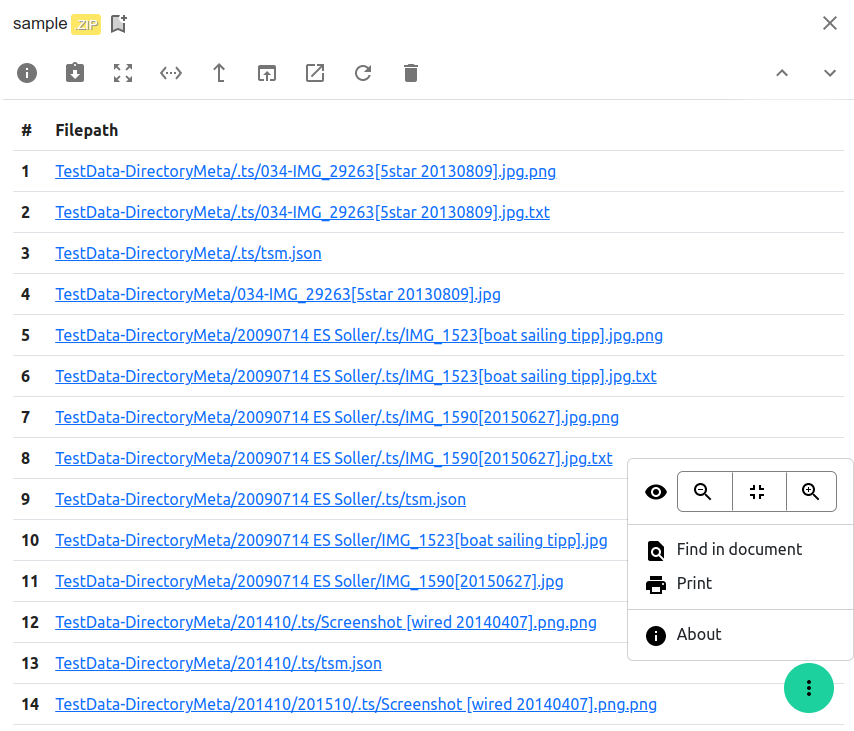 sample .ZIP
# Filepath
1 TestData-DirectoryMeta/.ts/034-IMG_29263[5star 20130809].jpg.png
2 TestData-DirectoryMeta/.ts/034-IMG_29263[5star 20130809].jpg.txt
3 TestData-DirectoryMeta/.ts/tsm.json
4 TestData-DirectoryMeta/034-IMG_29263[5star 20130809].jpg
5 TestData-DirectoryMeta/20090714 ES Soller/.ts/IMG_1523[boat sailing tipp].jpg.png
6 TestData-DirectoryMeta/20090714 ES Soller/.ts/IMG_1523[boat sailing tipp].jpg.txt
7 TestData-DirectoryMeta/20090714 ES Soller/.ts/IMG_1590[20150627].jpg.png
8 TestData-DirectoryMeta/20090714 ES Soller/.ts/IMG_1590[20150627].jpg.txt
9 TestData-DirectoryMeta/20090714 ES Soller/.ts/tsm.json
10 TestData-DirectoryMeta/20090714 ES Soller/IMG_1523[boat sailing tipp].jpg
11 TestData-DirectoryMeta/20090714 ES Soller/IMG_1590[20150627].jpg
12 TestData-DirectoryMeta/201410/.ts/Screenshot [wired 20140407].png.png
13 TestData-DirectoryMeta/201410/.ts/tsm.json
14 TestData-DirectoryMeta/201410/201510/.ts/Screenshot [wired 20140407].png.png
Find in document
Print
About